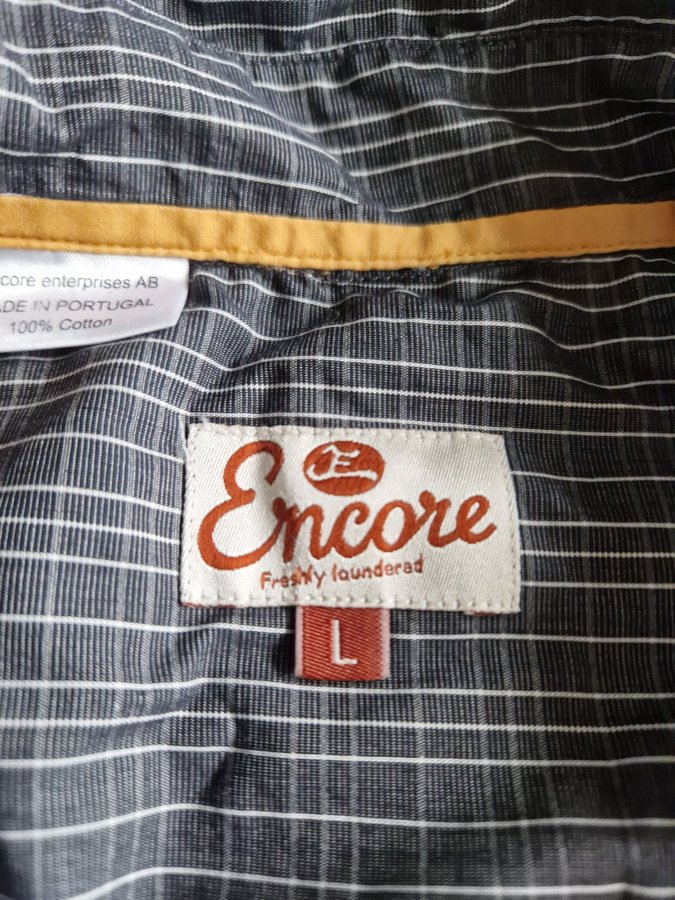 core enterprises AB
ADE IN PORTUGAL
100% Cotton
E
Encore
Freshly laundered
L